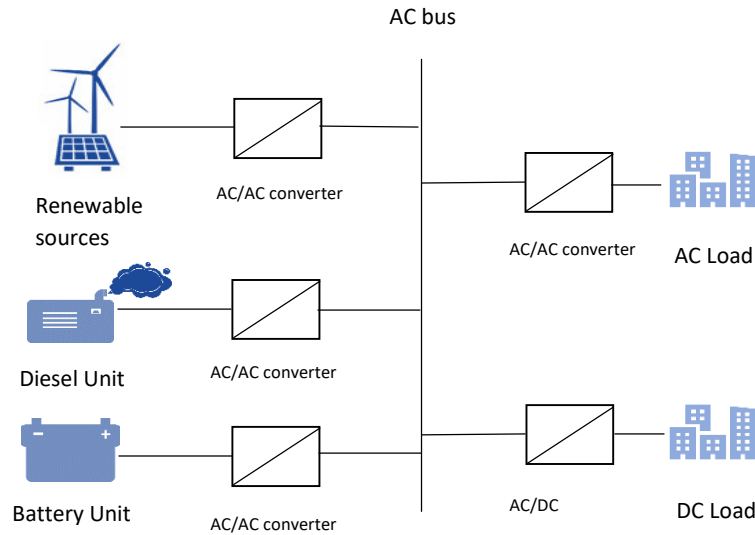 AC bus
AC/AC converter
Renewable
sources
AC/AC converter
AC Load
Diesel Unit
AC/AC converter
Battery Unit
AC/AC converter
AC/DC
DC Load